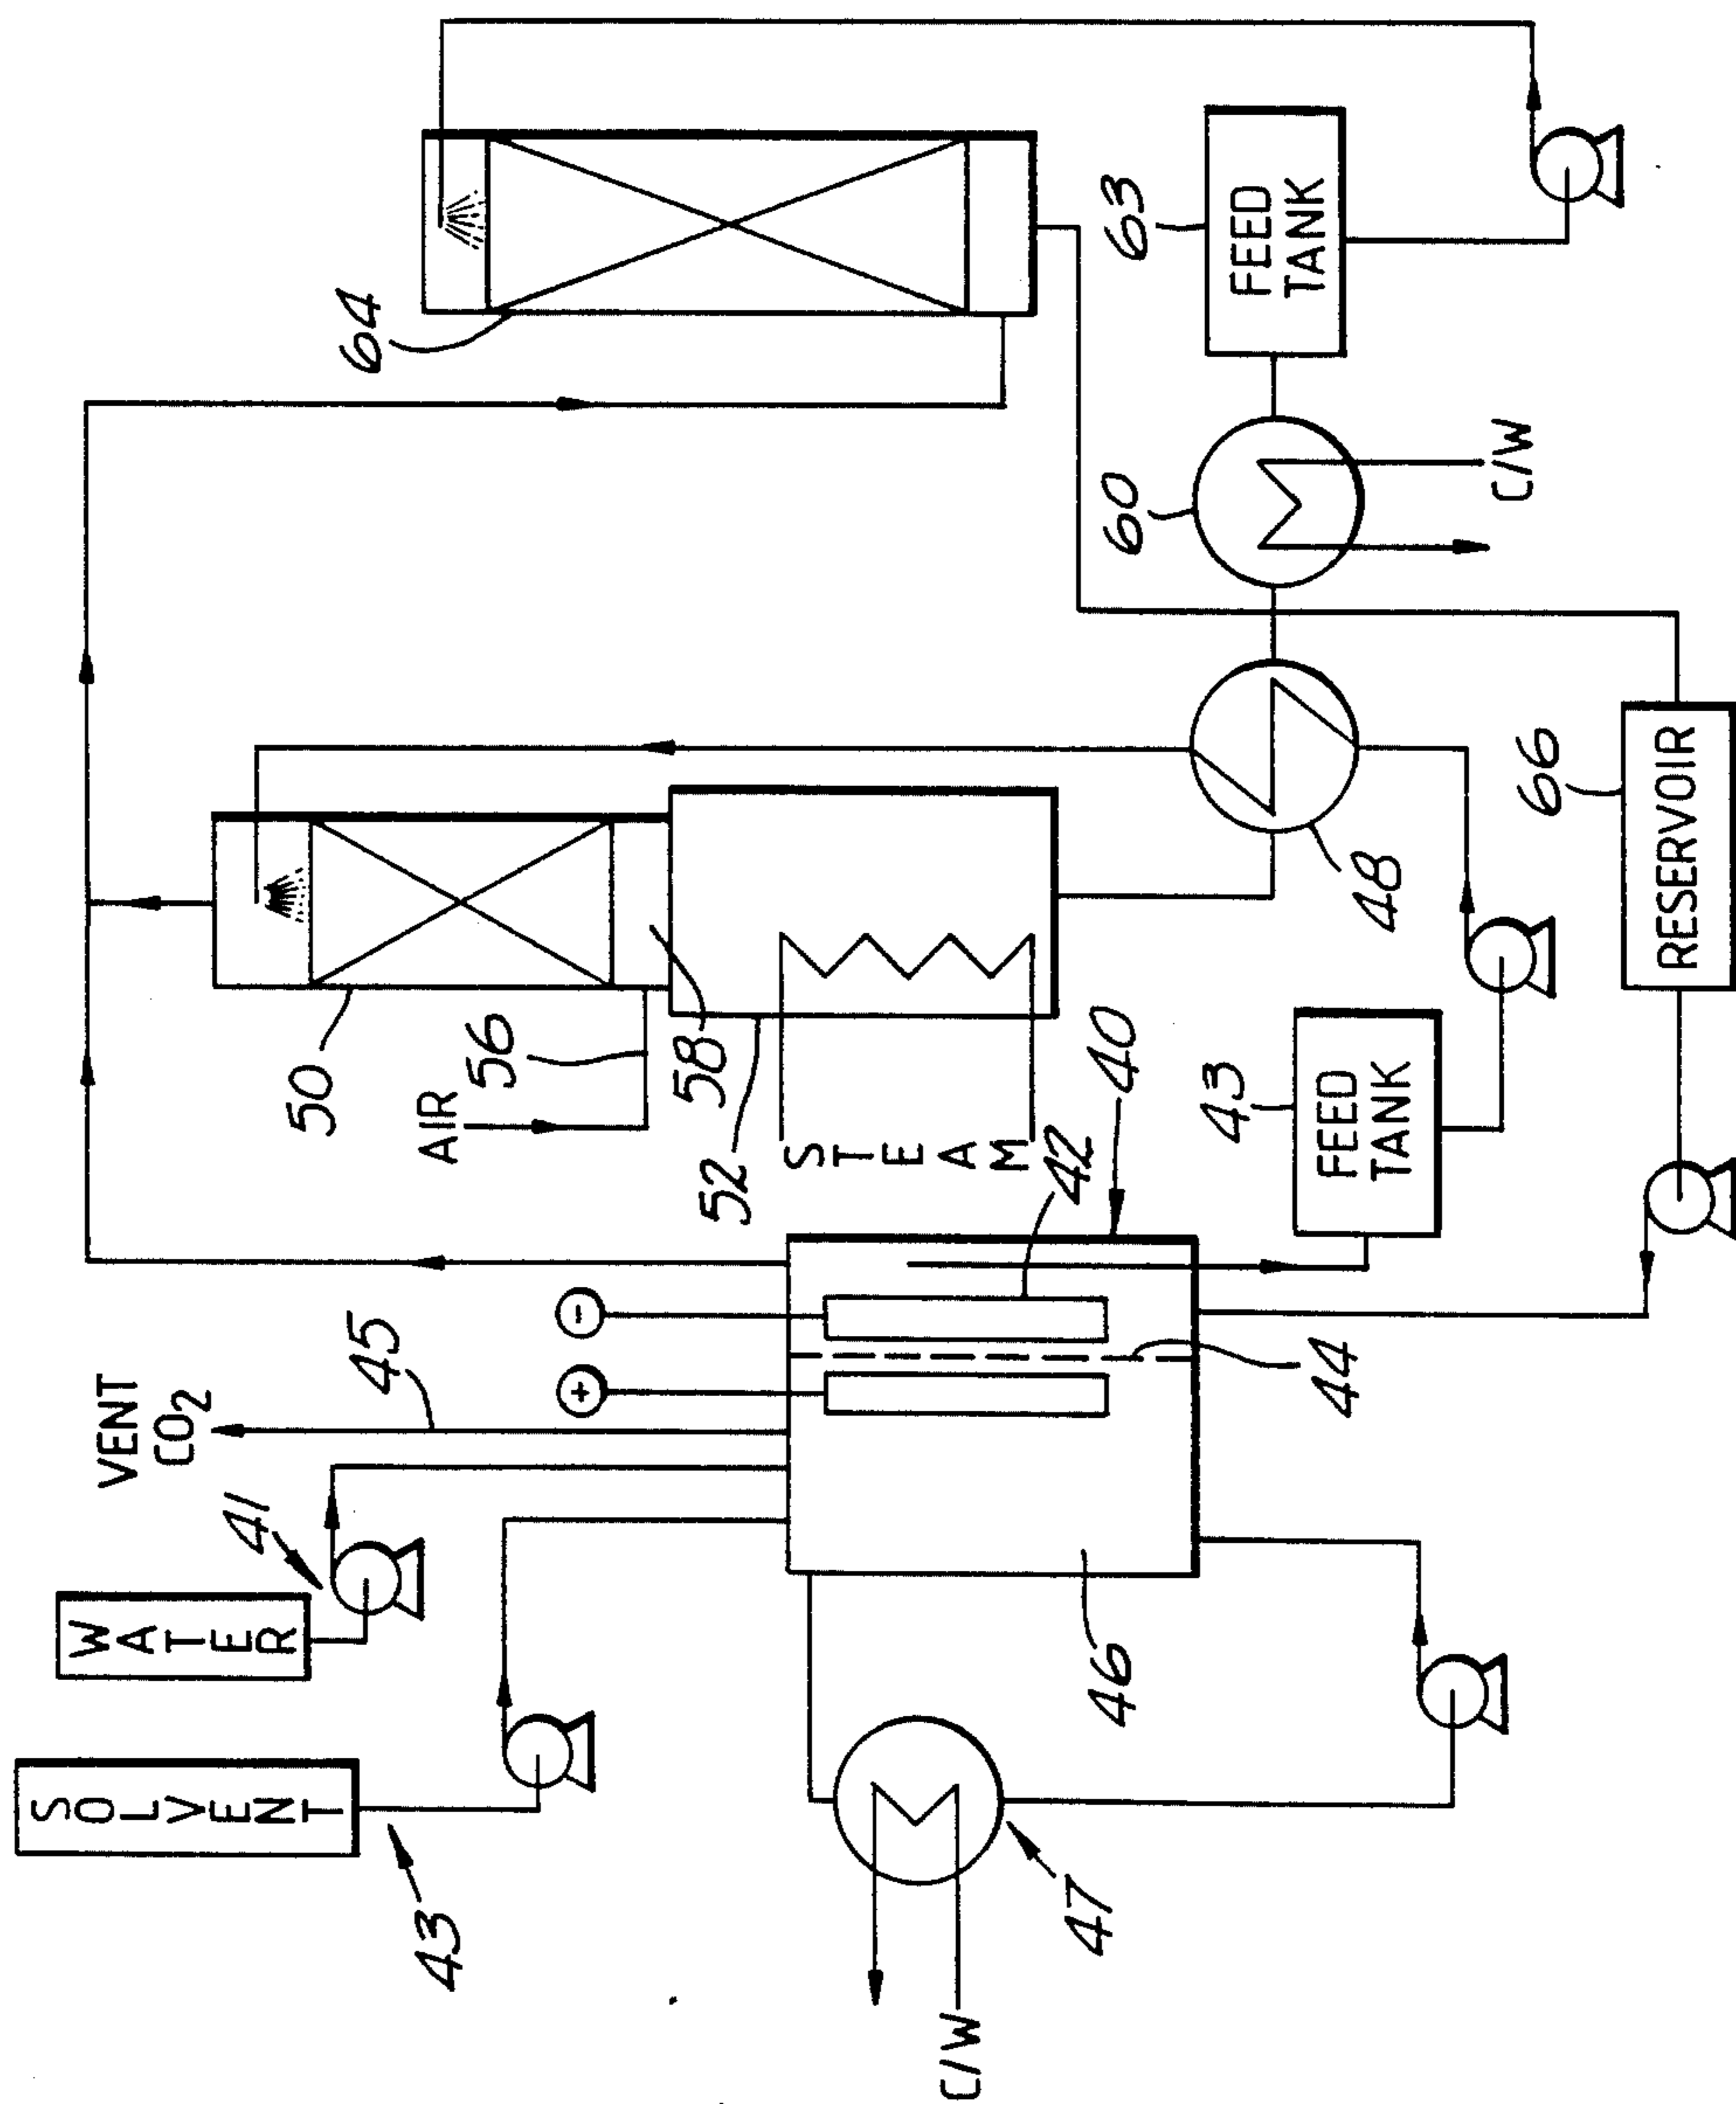 SOLVENT
43
WATER
41
VENT
CO2
45
+
-
C/W
47
46
44
42
40
AIR
56
50
58
52
STEAM
43
FEED
TANK
48
66
RESERVOIR
60
C/W
64
63
FEED
TANK